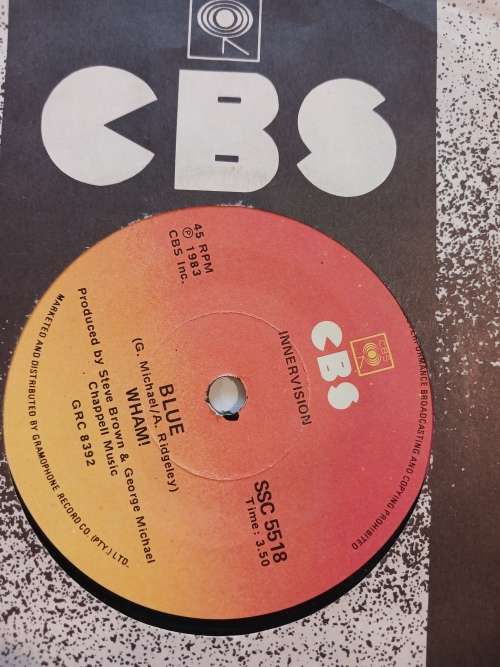 CBS
45 RPM
Ⓟ 1983
CBS Inc.
CBS
CBS
INNERVISION
SSC 5518
Time: 3.50
BLUE
(G. Michael/A. Ridgeley)
WHAM!
Produced by Steve Brown & George Michael
Chappell Music
GRC 8392
MARKETED AND DISTRIBUTED BY GRAMOPHONE RECORD CO. (PTY.) LTD.
PERFORMANCE BROADCASTING AND COPYING PROHIBITED